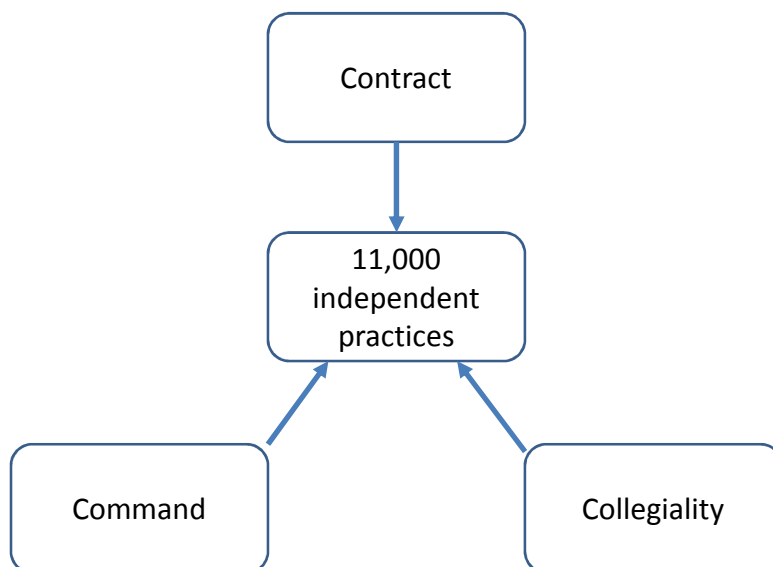 Contract
11,000
independent
practices
Command
Collegiality